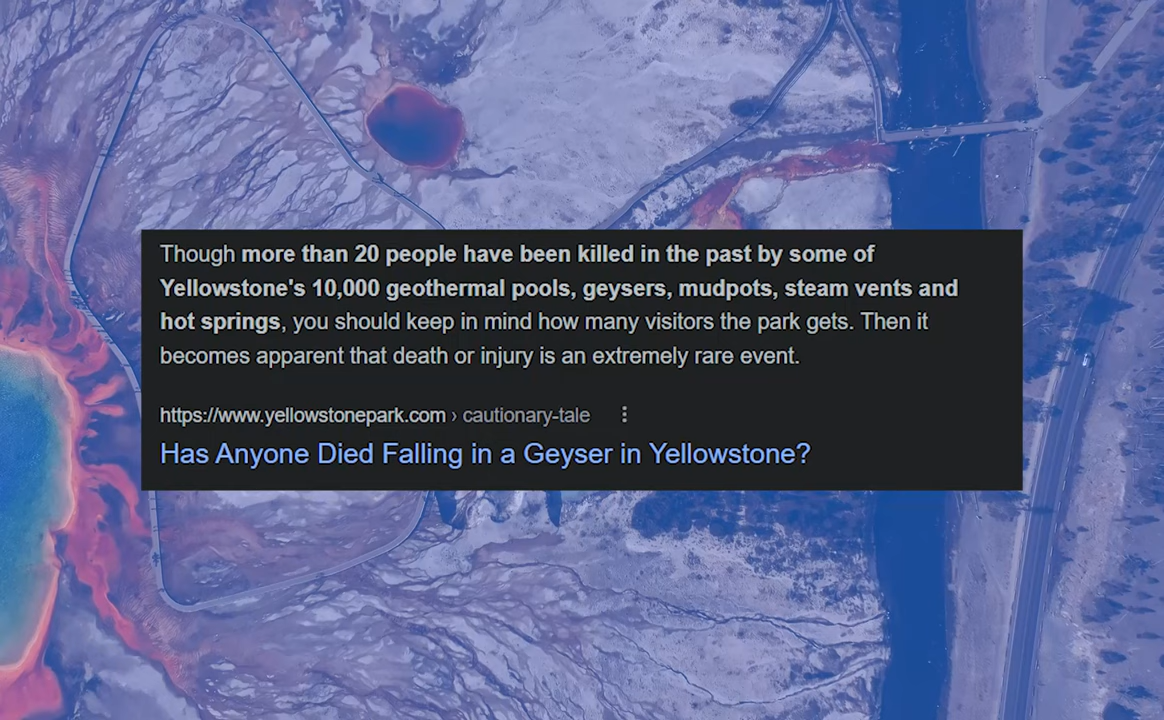 Though more than 20 people have been killed in the past by some of
Yellowstone's 10,000 geothermal pools, geysers, mudpots, steam vents and
hot springs, you should keep in mind how many visitors the park gets. Then it
becomes apparent that death or injury is an extremely rare event.
https://www.yellowstonepark.com › cautionary-tale
Has Anyone Died Falling in a Geyser in Yellowstone?